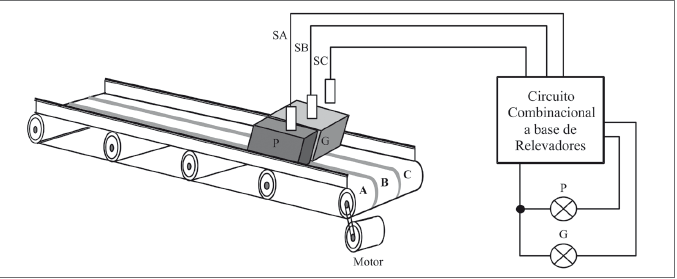 SA
SB
SC
P
G
A
B
C
Motor
Circuito
Combinacional
a base de
Relevadores
P
G